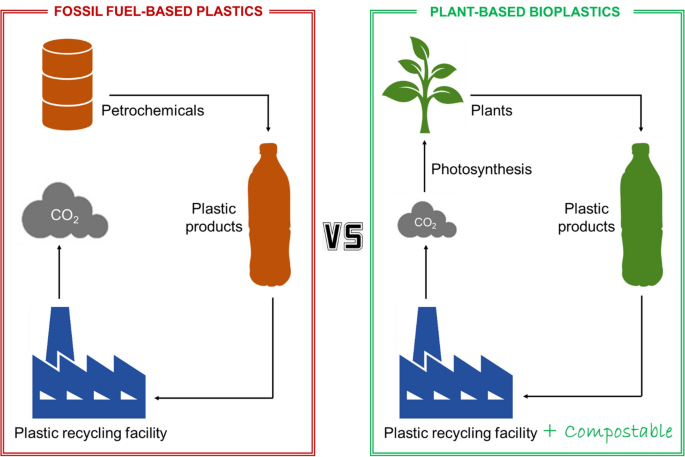 FOSSIL FUEL-BASED PLASTICS
Petrochemicals
CO₂
Plastic
products
Plastic recycling facility
VS
PLANT-BASED BIOPLASTICS
Plants
Photosynthesis
CO₂
Plastic
products
Plastic recycling facility + Compostable